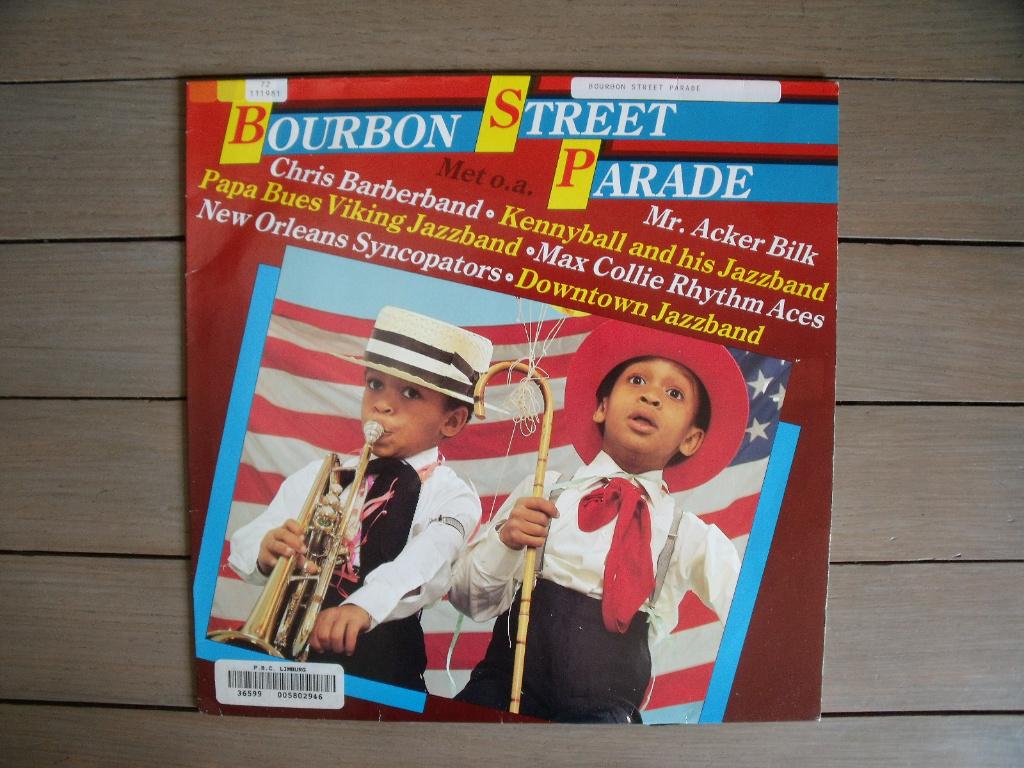 72
111981
BOURBON STREET PARADE
BOURBON STREET
PARADE
Met o.a.
Chris Barberband • Mr. Acker Bilk
Papa Bues Viking Jazzband • Kennyball and his Jazzband
New Orleans Syncopators • Max Collie Rhythm Aces
Downtown Jazzband
P.B.C. LIMBURG
36599 005802946